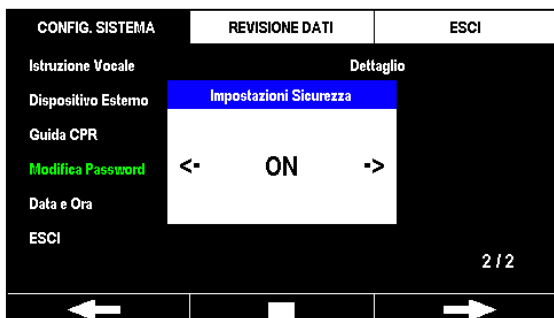 CONFIG. SISTEMA REVISIONE DATI ESCI
Istruzione Vocale Dettaglio
Dispositivo Esterno
Impostazioni Sicurezza
Guida CPR
Modifica Password
<- ON ->
Data e Ora
ESCI
2 / 2